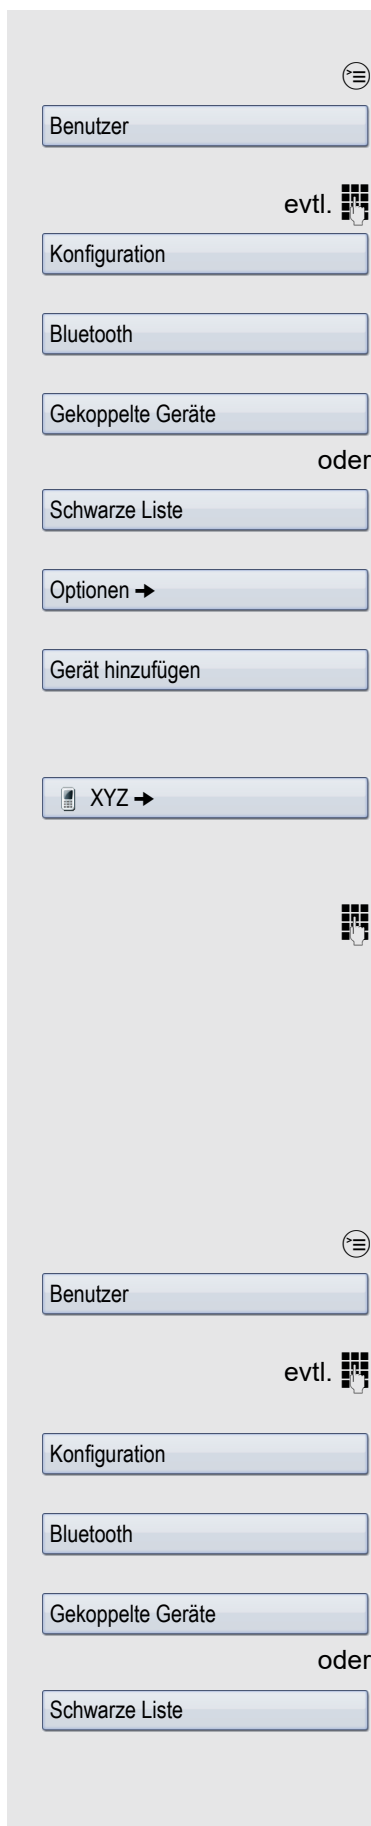 Benutzer
evtl.
Konfiguration
Bluetooth
Gekoppelte Geräte
oder
Schwarze Liste
Optionen →
Gerät hinzufügen
XYZ →
Benutzer
evtl.
Konfiguration
Bluetooth
Gekoppelte Geräte
oder
Schwarze Liste